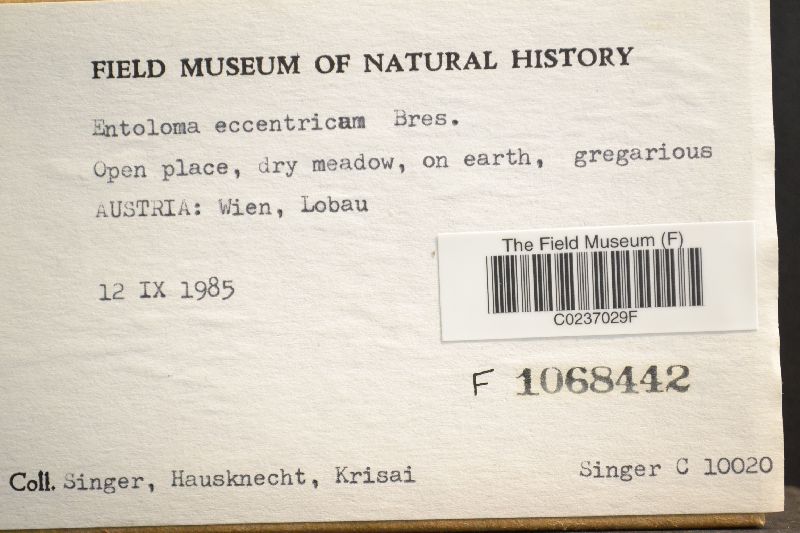 FIELD MUSEUM OF NATURAL HISTORY
Entoloma eccentricum Bres.
Open place, dry meadow, on earth, gregarious
AUSTRIA: Wien, Lobau
12 IX 1985
The Field Museum (F)
C0237029F
F 1068442
Coll. Singer, Hausknecht, Krisai
Singer C 10020